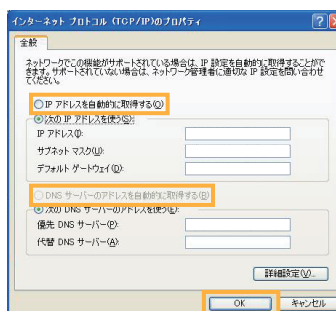 インターネット プロトコル (TCP/IP)のプロパティ
全般
ネットワークでこの機能がサポートされている場合は、IP 設定を自動的に取得することがで
きます。サポートされていない場合は、ネットワーク管理者に適切な IP 設定を問い合わせ
てください。
IP アドレスを自動的に取得する(O)
次の IP アドレスを使う(S):
IP アドレス(I):
サブネット マスク(U):
デフォルト ゲートウェイ(D):
DNS サーバーのアドレスを自動的に取得する(B)
次の DNS サーバーのアドレスを使う(E):
優先 DNS サーバー(P):
代替 DNS サーバー(A):
詳細設定(V)...
OK
キャンセル